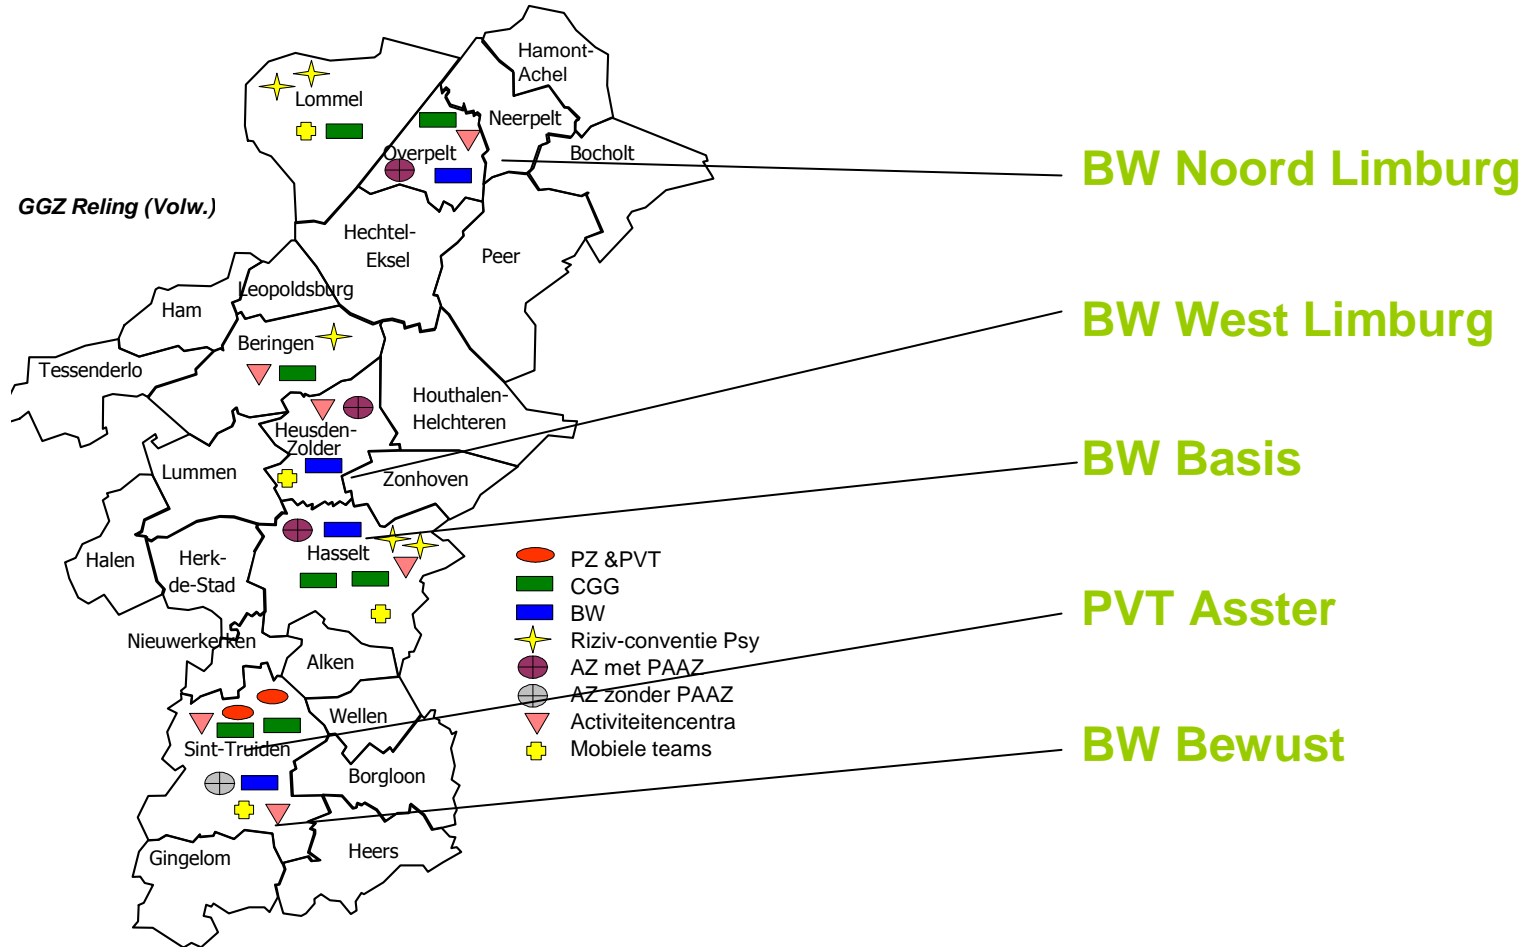 Hamont-
Achel
Lommel
Neerpelt
Overpelt
Bocholt
BW Noord Limburg
GGZ Reling (Volw.)
Hechtel-
Eksel
Peer
Leopoldsburg
Ham
BW West Limburg
Beringen
Tessenderlo
Houthalen-
Helchteren
Heusden-
Zolder
Lummen
Zonhoven
BW Basis
Halen
Herk-
de-Stad
Hasselt
PZ &PVT
CGG
BW
Riziv-conventie Psy
AZ met PAAZ
AZ zonder PAAZ
Activiteitencentra
Mobiele teams
PVT Asster
Nieuwerkerken
Alken
Wellen
Sint-Truiden
BW Bewust
Borgloon
Gingelom
Heers